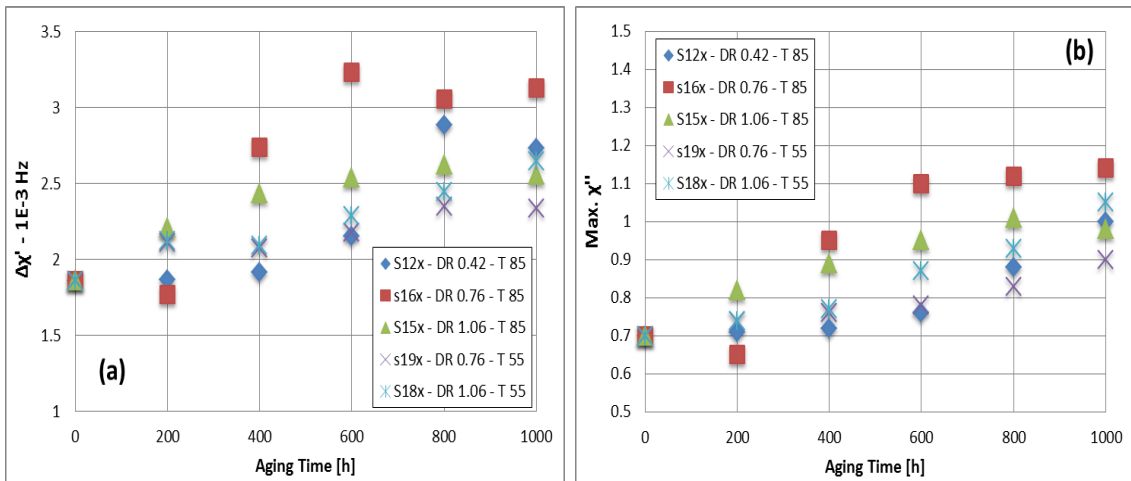 3.5
3
2.5
2
1.5
1
Δχ' - 1E-3 Hz
(a)
S12x - DR 0.42 - T 85
s16x - DR 0.76 - T 85
S15x - DR 1.06 - T 85
s19x - DR 0.76 - T 55
S18x - DR 1.06 - T 55
0 200 400 600 800 1000
Aging Time [h]
1.5
1.4
1.3
1.2
1.1
1
0.9
0.8
0.7
0.6
0.5
Max. χ''
(b)
S12x - DR 0.42 - T 85
s16x - DR 0.76 - T 85
S15x - DR 1.06 - T 85
s19x - DR 0.76 - T 55
S18x - DR 1.06 - T 55
0 200 400 600 800 1000
Aging Time [h]